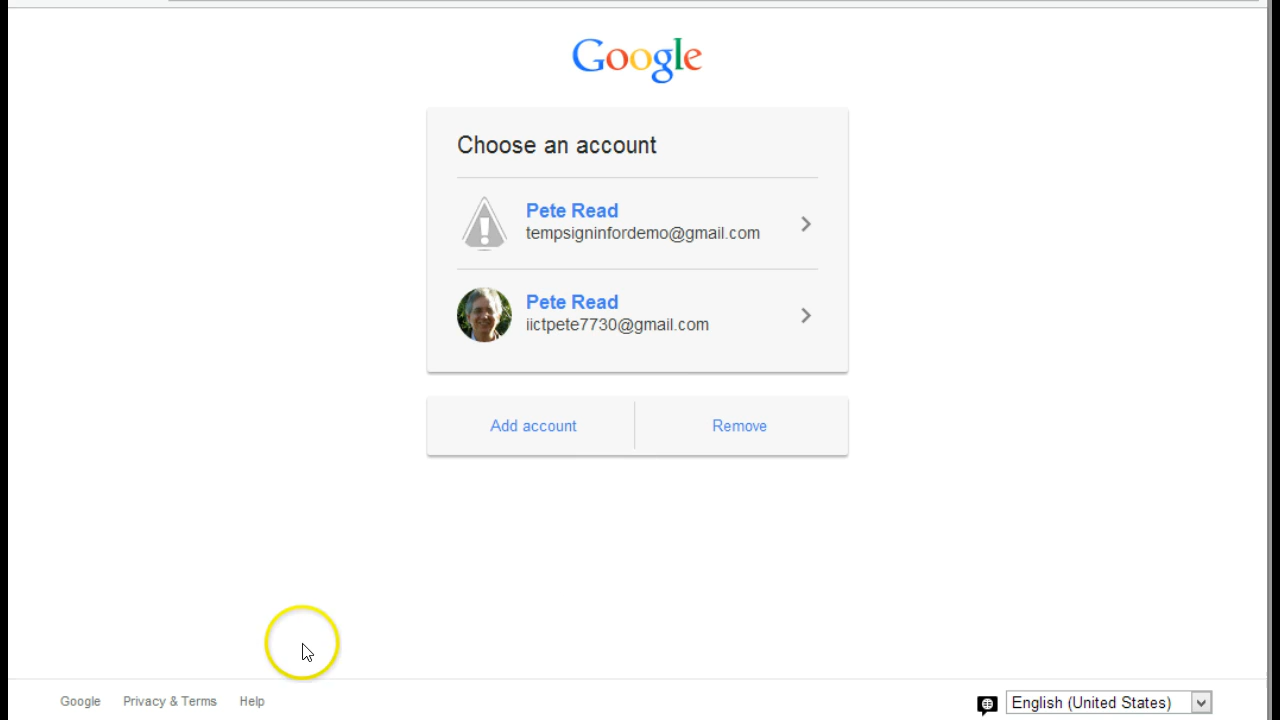 Google
Choose an account
Pete Read
tempsigninfordemo@gmail.com
Pete Read
iictpete7730@gmail.com
Add account
Remove
Google
Privacy & Terms
Help
English (United States)